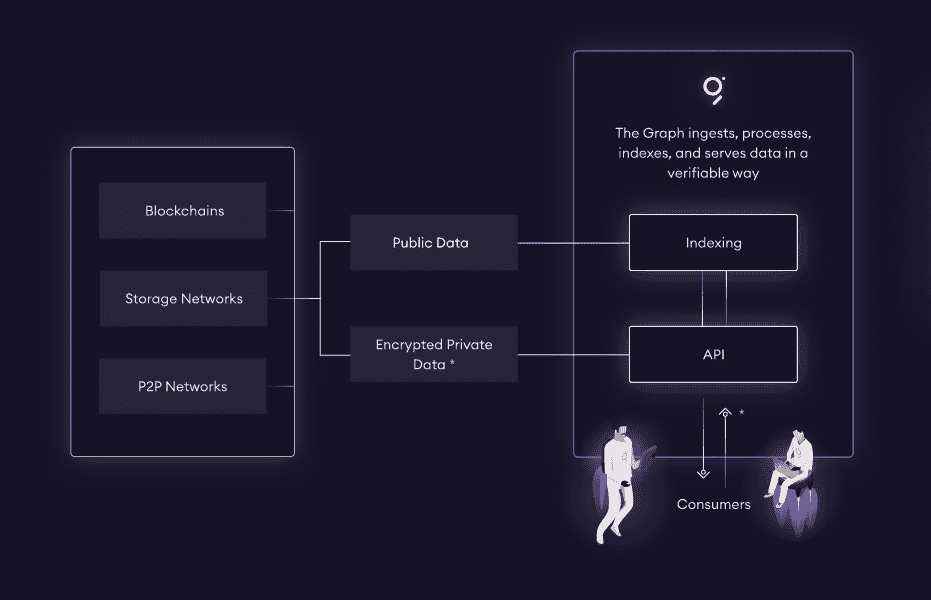 The Graph ingests, processes,
indexes, and serves data in a
verifiable way
Blockchains
Storage Networks
P2P Networks
Public Data
Encrypted Private
Data *
Indexing
API
*
Consumers